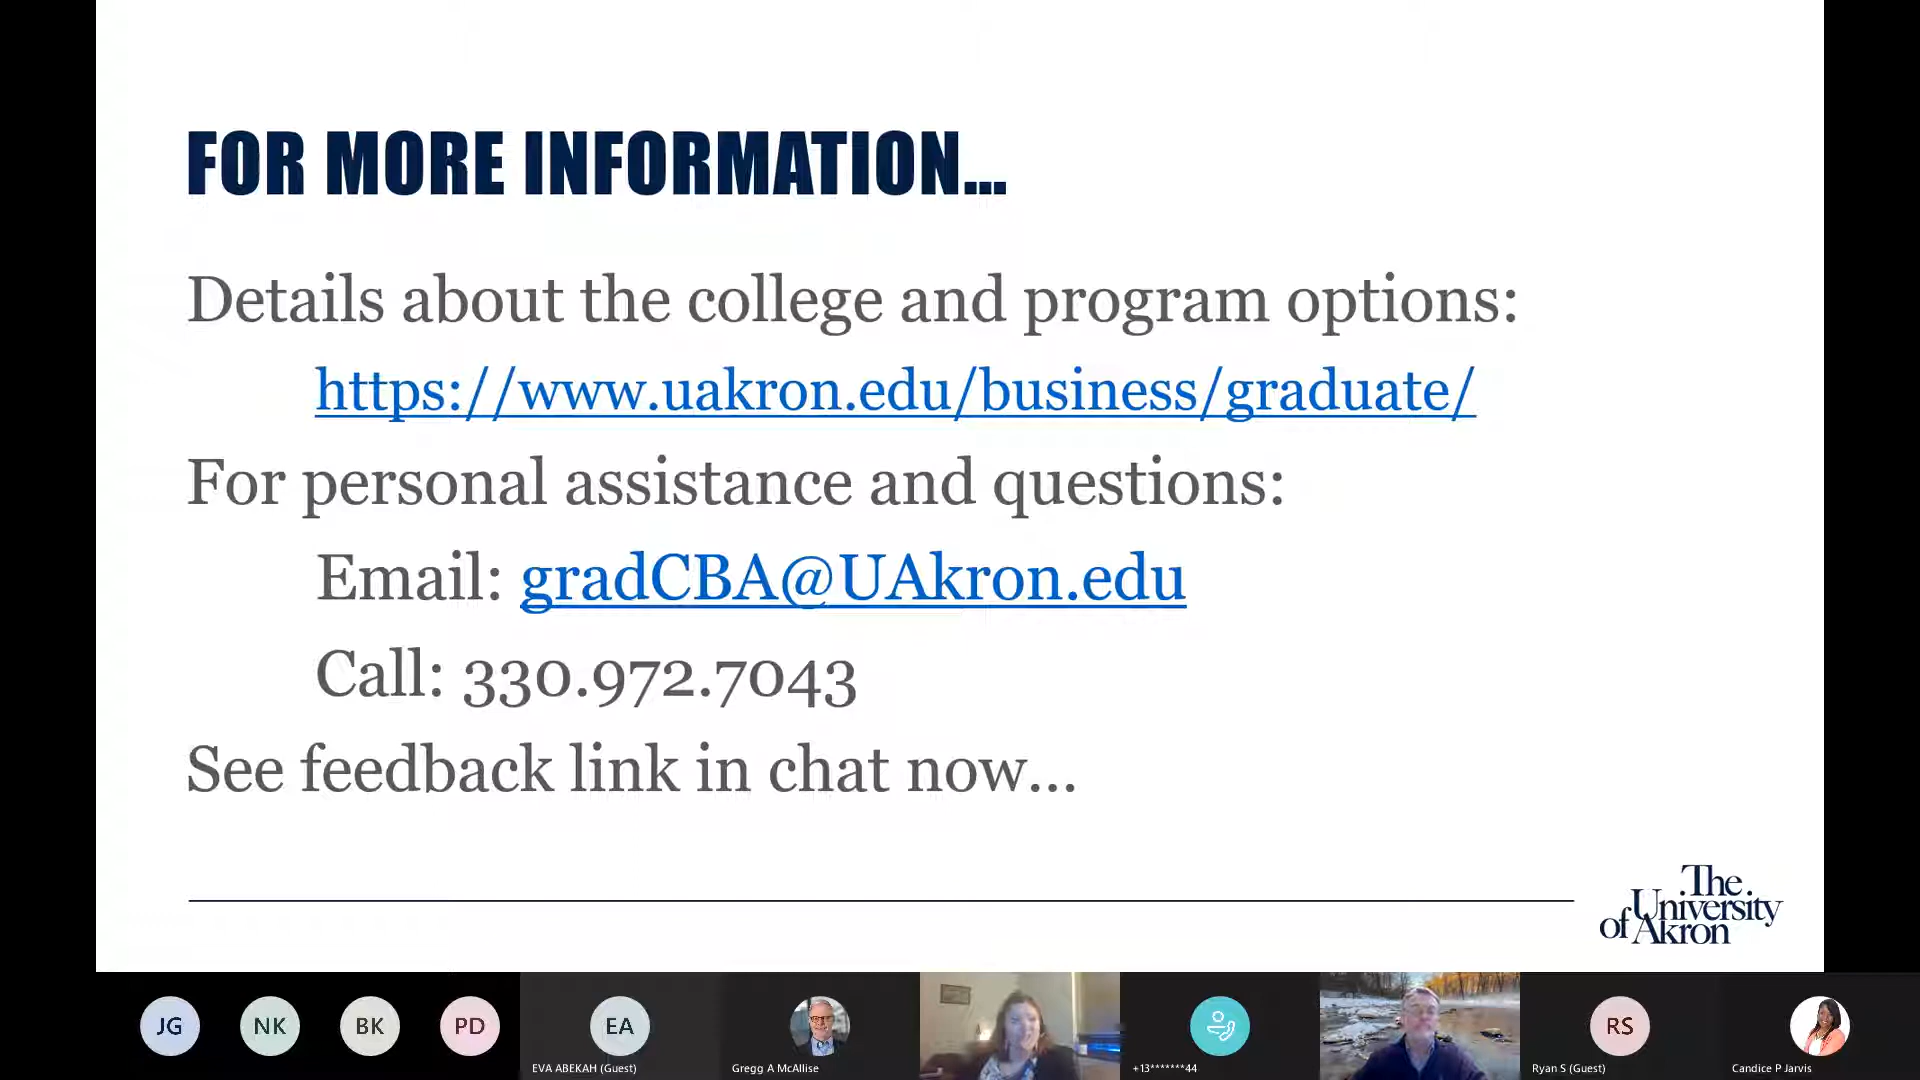 FOR MORE INFORMATION...
Details about the college and program options:
https://www.uakron.edu/business/graduate/
For personal assistance and questions:
Email: gradCBA@UAkron.edu
Call: 330.972.7043
See feedback link in chat now...
The
University
of Akron
JG
NK
BK
PD
EA
EVA ABEKAH (Guest)
Gregg A McAllise
+13*******44
RS
Ryan S (Guest)
Candice P Jarvis